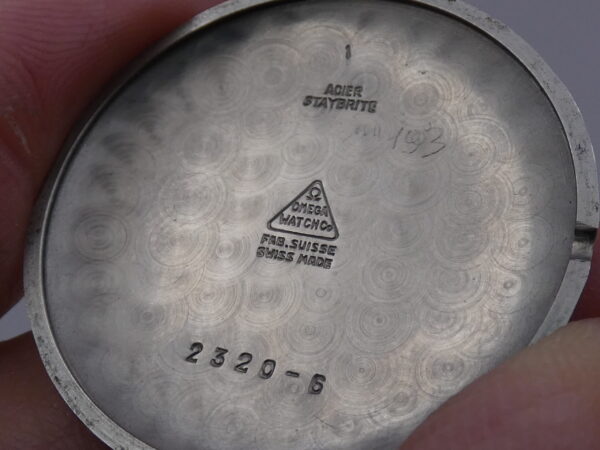 1
ACIER
STAYBRITE
Ω
OMEGA
WATCH Co
FAB. SUISSE
SWISS MADE
2320-6